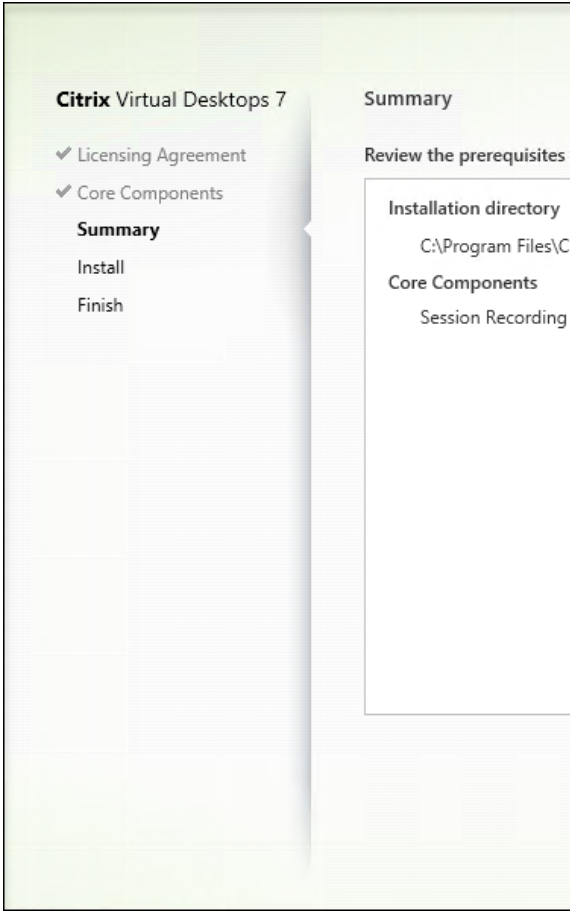 Citrix Virtual Desktops 7
Licensing Agreement
Core Components
Summary
Install
Finish
Summary
Review the prerequisites
Installation directory
C:\Program Files\C
Core Components
Session Recording